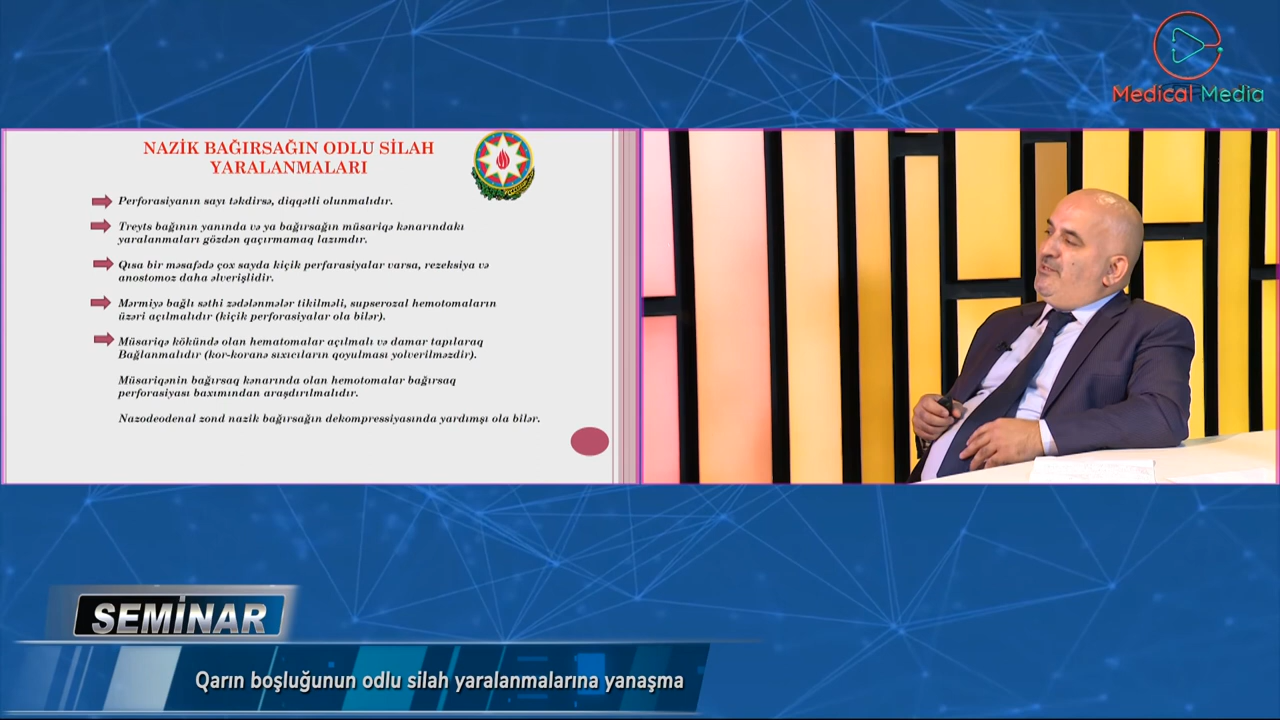 Medical Media
NAZİK BAĞIRSAĞIN ODLU SİLAH
YARALANMALARI
Perforasiyanın sayı təkdirsə, diqqətli olunmalıdır.
Treyts bağının yanında və ya bağırsağın müsariqə kənarındakı
yaralanmaları gözdən qaçırmamaq lazımdır.
Qısa bir məsafədə çox sayda kiçik perfarasiyalar varsa, rezeksiya və
anostomoz daha əlverişlidir.
Mərmiyə bağlı səthi zədələnmələr tikilməli, supserozal hemotomaların
üzəri açılmalıdır (kiçik perforasiyalar ola bilər).
Müsariqə kökündə olan hematomalar açılmalı və damar tapılaraq
Bağlanmalıdır (kor-koranə sıxıcıların qoyulması yolverilməzdir).
Müsariqənin bağırsaq kənarında olan hemotomalar bağırsaq
perforasiyası baxımından araşdırılmalıdır.
Nazodeodenal zond nazik bağırsağın dekompressiyasında yardımşı ola bilər.
SEMİNAR
Qarın boşluğunun odlu silah yaralanmalarına yanaşma